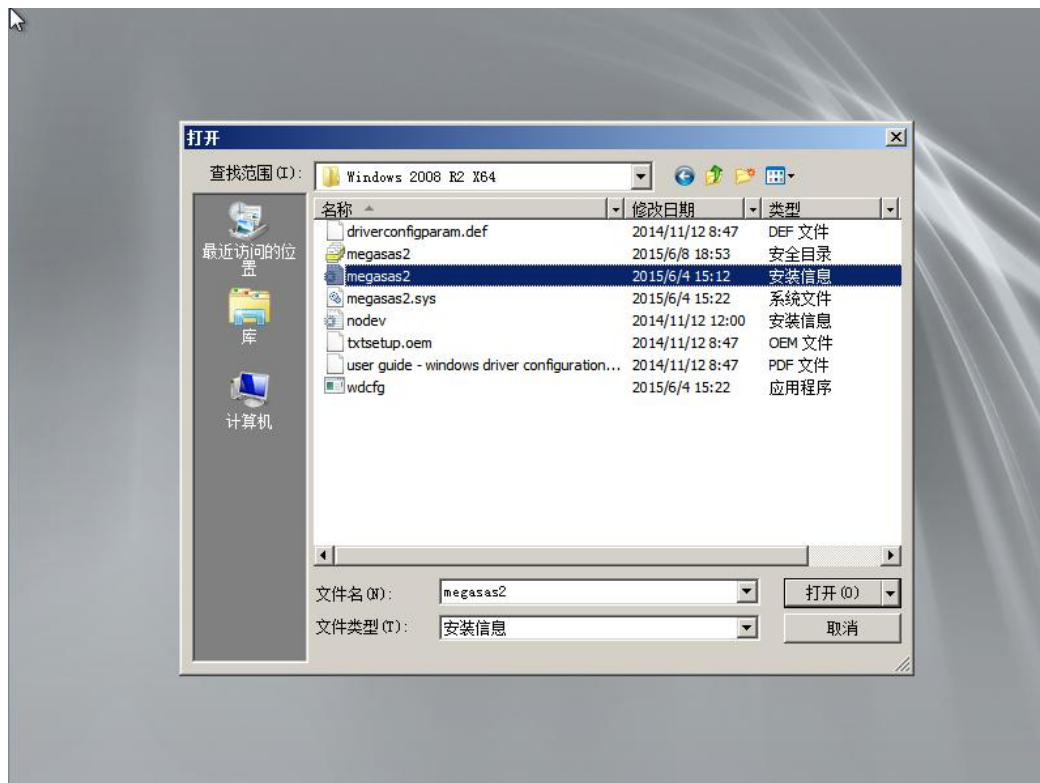 打开
查找范围(I):
Windows 2008 R2 X64
名称 修改日期 类型
driverconfigparam.def 2014/11/12 8:47 DEF 文件
megasas2 2015/6/8 18:53 安全目录
megasas2 2015/6/4 15:12 安装信息
megasas2.sys 2015/6/4 15:22 系统文件
nodev 2014/11/12 12:00 安装信息
txtsetup.oem 2014/11/12 8:47 OEM 文件
user guide - windows driver configuration... 2014/11/12 8:47 PDF 文件
wdcfg 2015/6/4 15:22 应用程序
最近访问的位
置
库
计算机
文件名(N): megasas2 打开(O)
文件类型(T): 安装信息 取消